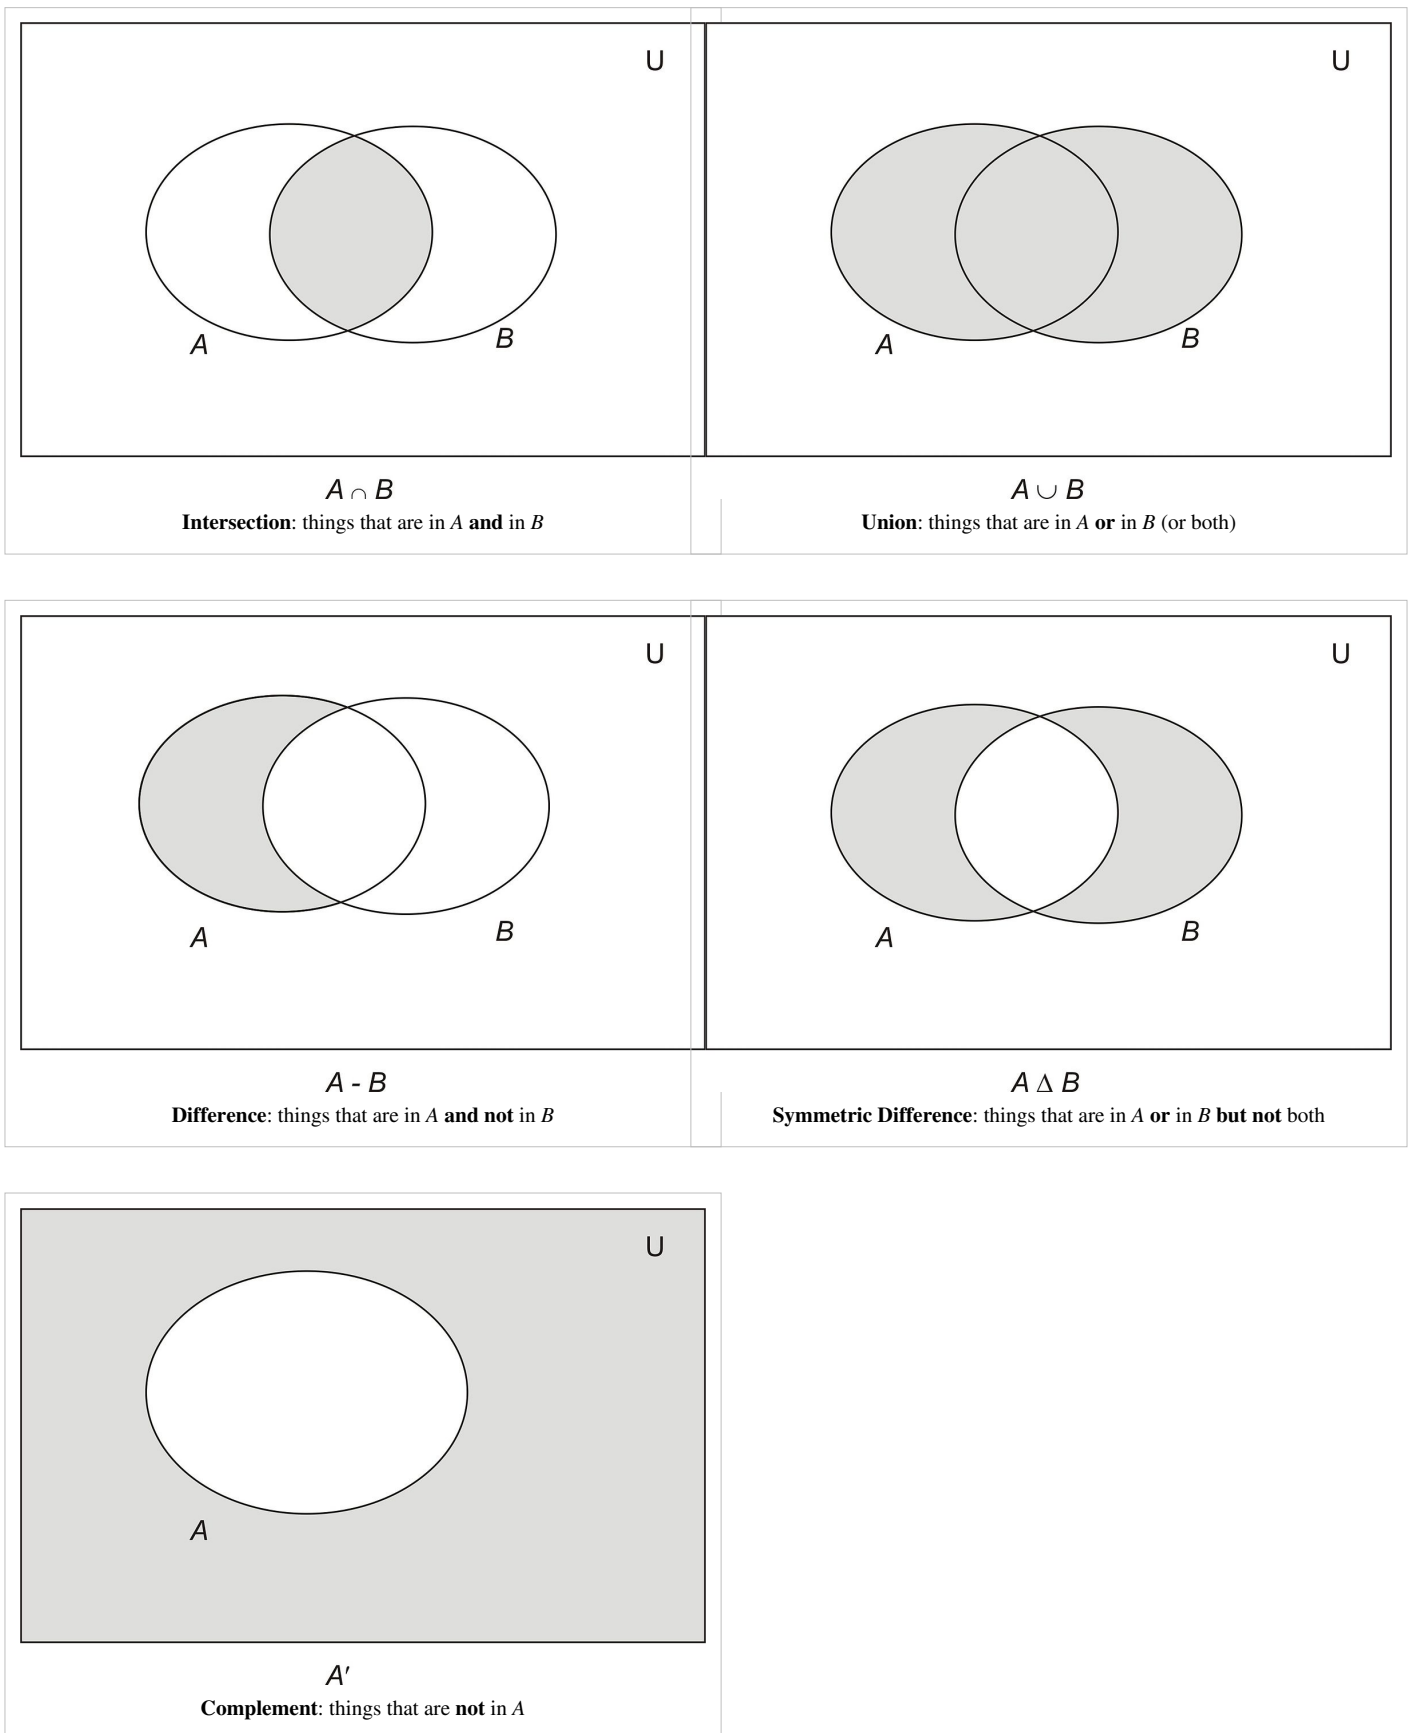 U
A
B
A ∩ B
Intersection: things that are in A and in B
U
A
B
A ∪ B
Union: things that are in A or in B (or both)
U
A
B
A - B
Difference: things that are in A and not in B
U
A
B
A Δ B
Symmetric Difference: things that are in A or in B but not both
U
A
A′
Complement: things that are not in A